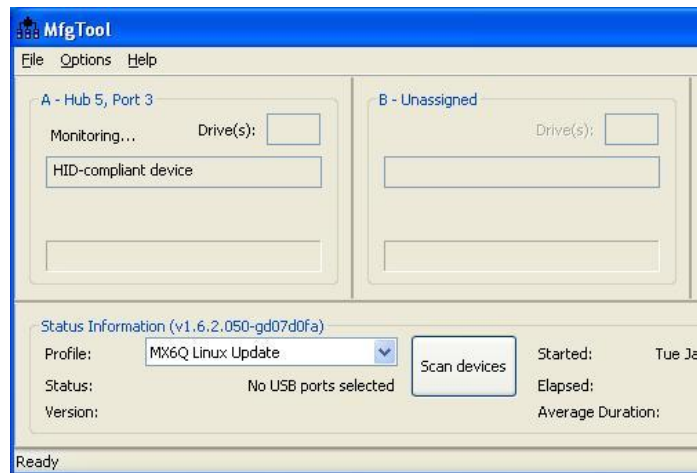 MfgTool
File Options Help
A - Hub 5, Port 3
B - Unassigned
Monitoring... Drive(s):
Drive(s):
HID-compliant device
Status Information (v1.6.2.050-gd07d0fa)
Profile: MX6Q Linux Update Scan devices Started: Tue Ja
Status: No USB ports selected Elapsed:
Version: Average Duration:
Ready